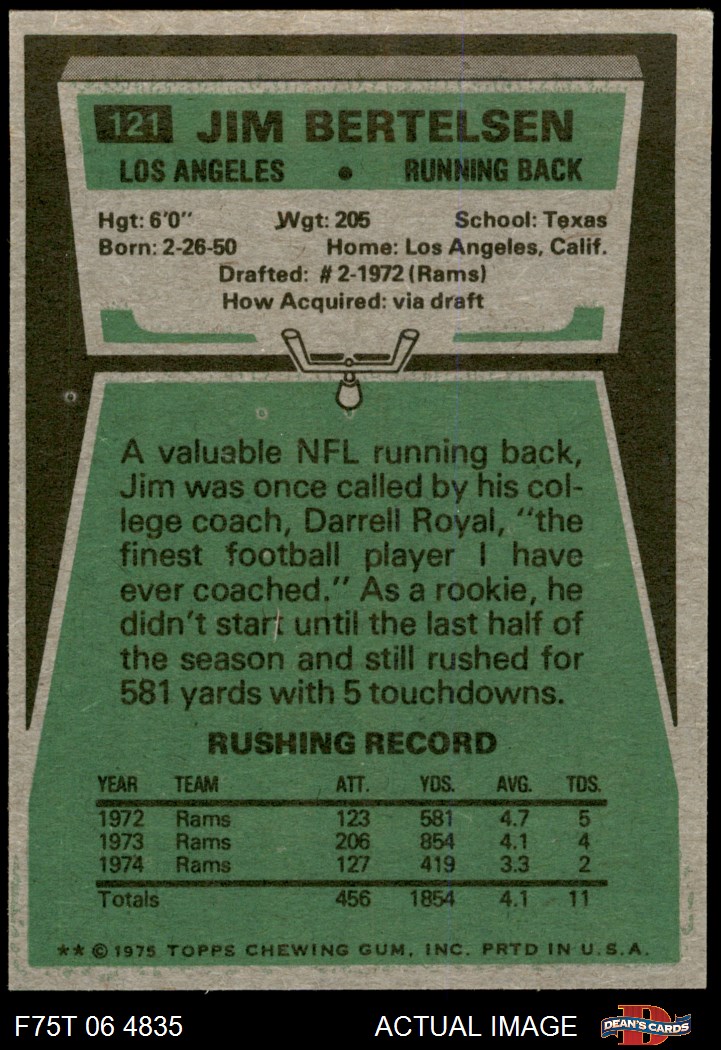 121 JIM BERTELSEN
LOS ANGELES • RUNNING BACK
Hgt: 6'0" Wgt: 205 School: Texas
Born: 2-26-50 Home: Los Angeles, Calif.
Drafted: #2-1972 (Rams)
How Acquired: via draft
A valuable NFL running back,
Jim was once called by his col-
lege coach, Darrell Royal, "the
finest football player I have
ever coached." As a rookie, he
didn't start until the last half of
the season and still rushed for
581 yards with 5 touchdowns.
RUSHING RECORD
YEAR TEAM ATT. YDS. AVG. TDS.
1972 Rams 123 581 4.7 5
1973 Rams 206 854 4.1 4
1974 Rams 127 419 3.3 2
Totals 456 1854 4.1 11
** © 1975 TOPPS CHEWING GUM, INC. PRTD IN U.S.A.
F75T 06 4835 ACTUAL IMAGE DEAN'S CARDS